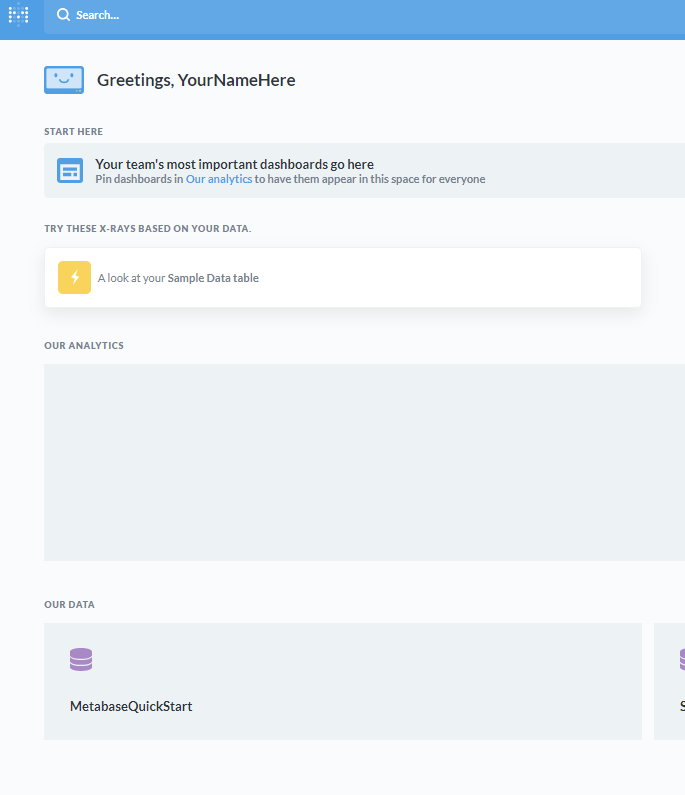 Search...
Greetings, YourNameHere
START HERE
Your team's most important dashboards go here
Pin dashboards in Our analytics to have them appear in this space for everyone
TRY THESE X-RAYS BASED ON YOUR DATA.
A look at your Sample Data table
OUR ANALYTICS
OUR DATA
MetabaseQuickStart